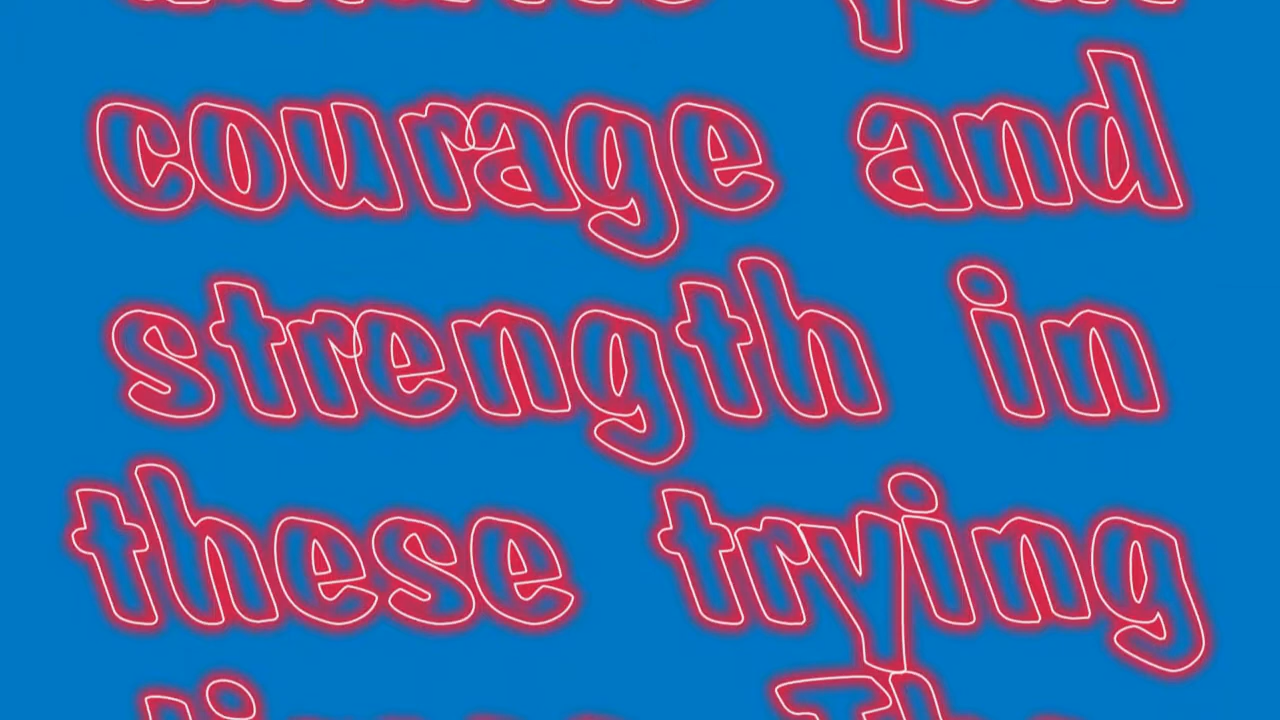 courage and
strength in
these trying